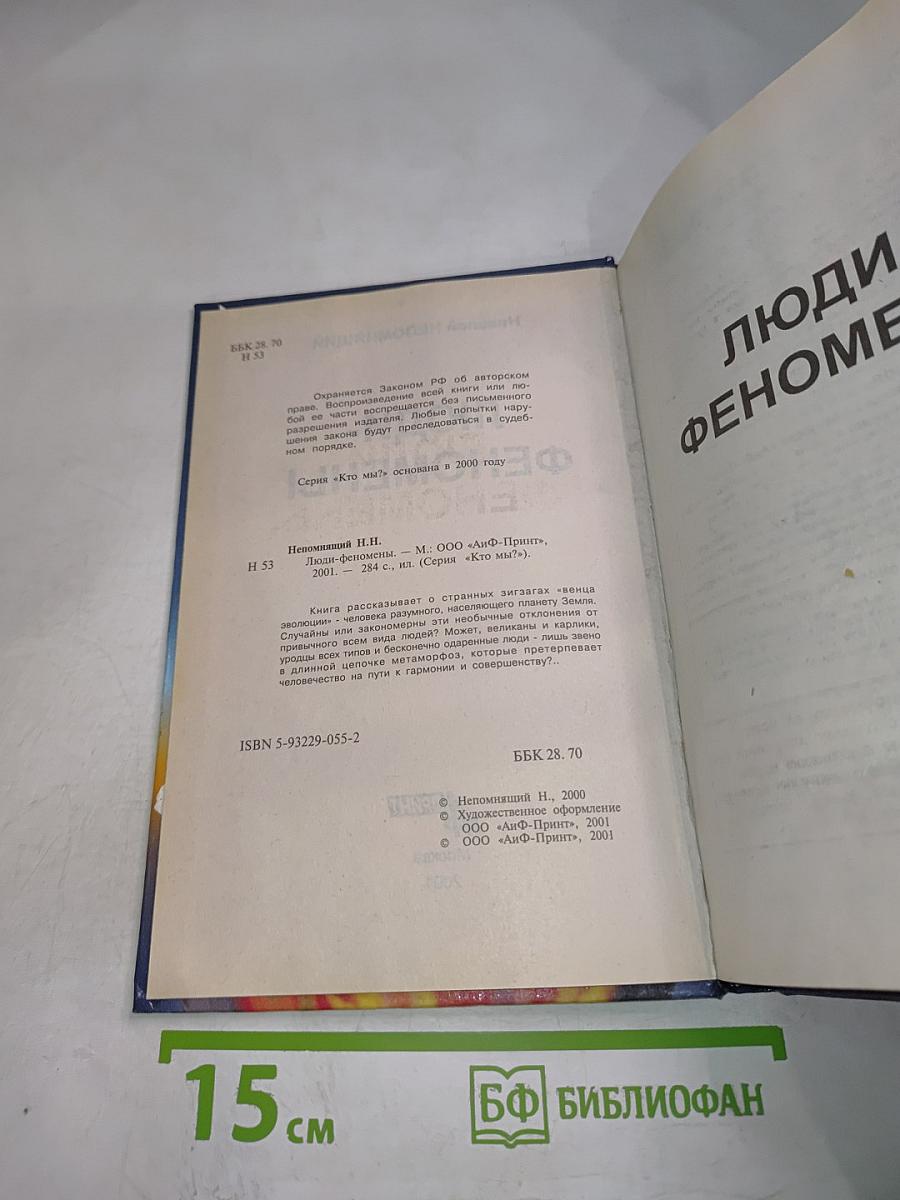 ББК 28. 70
Н 53
Охраняется Законом РФ об авторском
праве. Воспроизведение всей книги или лю-
бой ее части воспрещается без письменного
разрешения издателя. Любые попытки нару-
шения закона будут преследоваться в судеб-
ном порядке.
Серия «Кто мы?» основана в 2000 году
Непомнящий Н.Н.
Н 53 Люди-феномены. — М.: ООО «АиФ-Принт»,
2001. — 284 с., ил. (Серия «Кто мы?»).
Книга рассказывает о странных зигзагах «венца
эволюции» - человека разумного, населяющего планету Земля.
Случайны или закономерны эти необычные отклонения от
привычного всем вида людей? Может, великаны и карлики,
уродцы всех типов и бесконечно одаренные люди - лишь звено
в длинной цепочке метаморфоз, которые претерпевает
человечество на пути к гармонии и совершенству?..
ISBN 5-93229-055-2
ББК 28. 70
© Непомнящий Н., 2000
© Художественное оформление
ООО «АиФ-Принт», 2001
© ООО «АиФ-Принт», 2001
ЛЮДИ
ФЕНОМЕ
15 см
БФ БИБЛИОФАН